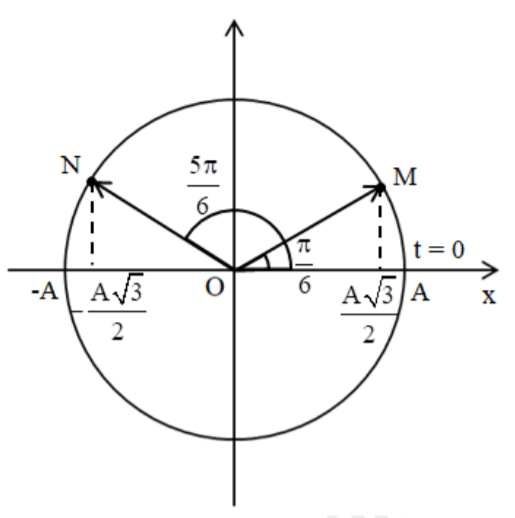 N
M
5π/6
π/6
t = 0
-A
-A√3/2
O
A√3/2
A
x